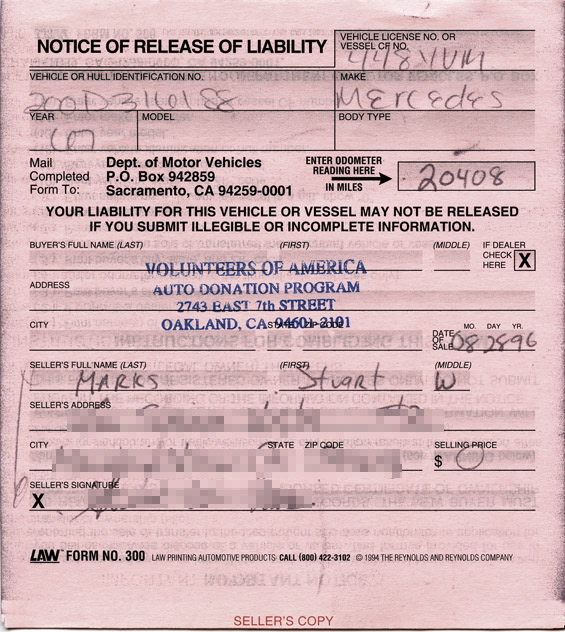 NOTICE OF RELEASE OF LIABILITY
VEHICLE LICENSE NO. OR
VESSEL CF NO.
448XVM
VEHICLE OR HULL IDENTIFICATION NO.
MAKE
Mercedes
YEAR
67
MODEL
BODY TYPE
Mail Completed Form To:
Dept. of Motor Vehicles
P.O. Box 942859
Sacramento, CA 94259-0001
ENTER ODOMETER
READING HERE
IN MILES
20408
YOUR LIABILITY FOR THIS VEHICLE OR VESSEL MAY NOT BE RELEASED
IF YOU SUBMIT ILLEGIBLE OR INCOMPLETE INFORMATION.
BUYER'S FULL NAME (LAST) (FIRST) (MIDDLE)
IF DEALER
CHECK
HERE X
VOLUNTEERS OF AMERICA
ADDRESS
AUTO DONATION PROGRAM
2743 EAST 7th STREET
CITY STATE ZIP CODE
OAKLAND, CA 94601-2101
MO. DAY YR.
DATE
OF
SALE
082896
SELLER'S FULL NAME (LAST) (FIRST) (MIDDLE)
MARKS Stuart W
SELLER'S ADDRESS
CITY STATE ZIP CODE SELLING PRICE
$ 0
SELLER'S SIGNATURE
X
LAW FORM NO. 300 LAW PRINTING AUTOMOTIVE PRODUCTS CALL (800) 422-3102 © 1994 THE REYNOLDS AND REYNOLDS COMPANY
SELLER'S COPY